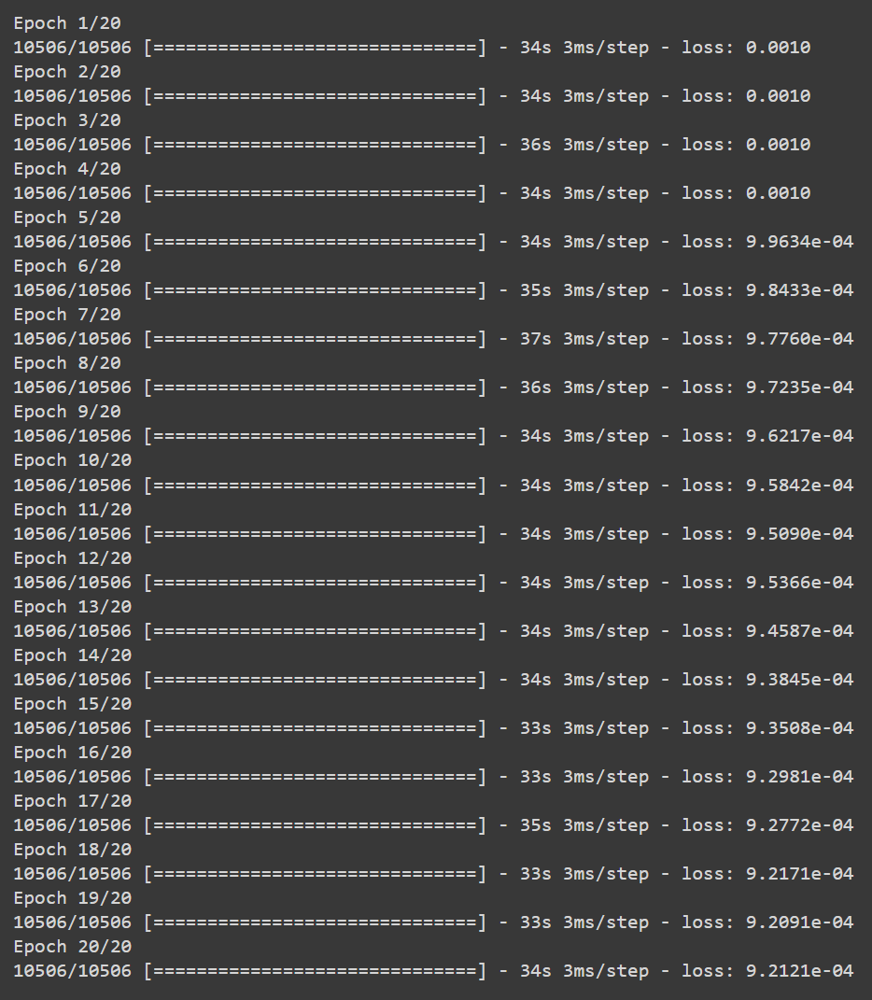 Epoch 1/20
10506/10506 [==============================] - 34s 3ms/step - loss: 0.0010
Epoch 2/20
10506/10506 [==============================] - 34s 3ms/step - loss: 0.0010
Epoch 3/20
10506/10506 [==============================] - 36s 3ms/step - loss: 0.0010
Epoch 4/20
10506/10506 [==============================] - 34s 3ms/step - loss: 0.0010
Epoch 5/20
10506/10506 [==============================] - 34s 3ms/step - loss: 9.9634e-04
Epoch 6/20
10506/10506 [==============================] - 35s 3ms/step - loss: 9.8433e-04
Epoch 7/20
10506/10506 [==============================] - 37s 3ms/step - loss: 9.7760e-04
Epoch 8/20
10506/10506 [==============================] - 36s 3ms/step - loss: 9.7235e-04
Epoch 9/20
10506/10506 [==============================] - 34s 3ms/step - loss: 9.6217e-04
Epoch 10/20
10506/10506 [==============================] - 34s 3ms/step - loss: 9.5842e-04
Epoch 11/20
10506/10506 [==============================] - 34s 3ms/step - loss: 9.5090e-04
Epoch 12/20
10506/10506 [==============================] - 34s 3ms/step - loss: 9.5366e-04
Epoch 13/20
10506/10506 [==============================] - 34s 3ms/step - loss: 9.4587e-04
Epoch 14/20
10506/10506 [==============================] - 34s 3ms/step - loss: 9.3845e-04
Epoch 15/20
10506/10506 [==============================] - 33s 3ms/step - loss: 9.3508e-04
Epoch 16/20
10506/10506 [==============================] - 33s 3ms/step - loss: 9.2981e-04
Epoch 17/20
10506/10506 [==============================] - 35s 3ms/step - loss: 9.2772e-04
Epoch 18/20
10506/10506 [==============================] - 33s 3ms/step - loss: 9.2171e-04
Epoch 19/20
10506/10506 [==============================] - 33s 3ms/step - loss: 9.2091e-04
Epoch 20/20
10506/10506 [==============================] - 34s 3ms/step - loss: 9.2121e-04